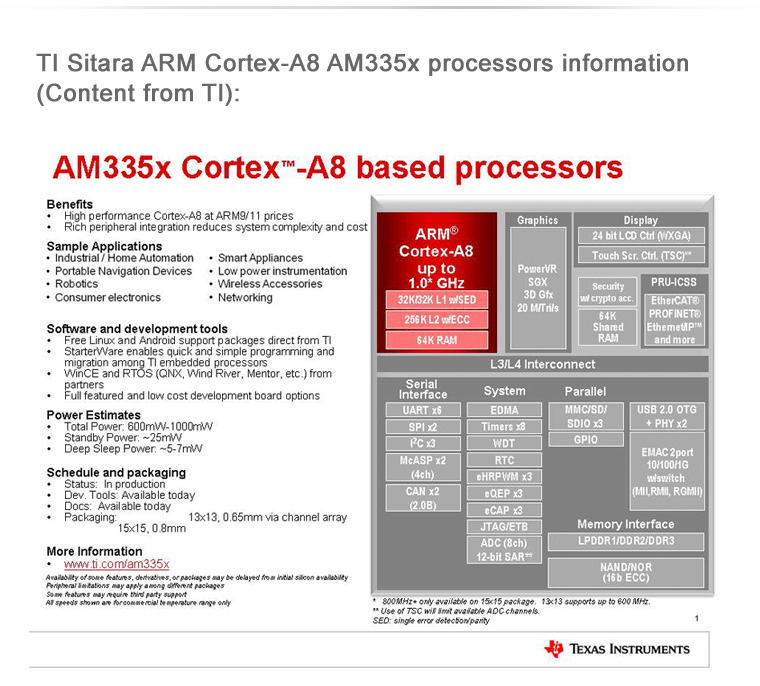 TI Sitara ARM Cortex-A8 AM335x processors information
(Content from TI):
AM335x Cortex™-A8 based processors
Benefits
• High performance Cortex-A8 at ARM9/11 prices
• Rich peripheral integration reduces system complexity and cost
Sample Applications
• Industrial / Home Automation • Smart Appliances
• Portable Navigation Devices • Low power instrumentation
• Robotics • Wireless Accessories
• Consumer electronics • Networking
Software and development tools
• Free Linux and Android support packages direct from TI
• StarterWare enables quick and simple programming and
migration among TI embedded processors
• WinCE and RTOS (QNX, Wind River, Mentor, etc.) from
partners
• Full featured and low cost development board options
Power Estimates
• Total Power: 600mW-1000mW
• Standby Power: ~25mW
• Deep Sleep Power: ~5-7mW
Schedule and packaging
• Status: In production
• Dev. Tools: Available today
• Docs: Available today
• Packaging: 13x13, 0.65mm via channel array
15x15, 0.8mm
More Information
• www.ti.com/am335x
Availability of some features, derivatives, or packages may be delayed from initial silicon availability
Peripheral limitations may apply among different packages
Some features may require third party support
All speeds shown are for commercial temperature range only
ARM®
Cortex-A8
up to
1.0* GHz
32K/32K L1 w/SED
256K L2 w/ECC
64K RAM
Graphics
PowerVR
SGX
3D Gfx
20 M/Tri/s
Display
24 bit LCD Ctrl (WXGA)
Touch Scr. Ctrl. (TSC)**
Security
w/ crypto acc.
64K
Shared
RAM
PRU-ICSS
EtherCAT®
PROFINET®
EthernetIP™
and more
L3/L4 Interconnect
Serial
Interface
UART x6
SPI x2
I²C x3
McASP x2
(4ch)
CAN x2
(2.0B)
System
EDMA
Timers x8
WDT
RTC
eHRPWM x3
eQEP x3
eCAP x3
JTAG/ETB
ADC (8ch)
12-bit SAR**
Parallel
MMC/SD/
SDIO x3
GPIO
USB 2.0 OTG
+ PHY x2
EMAC 2port
10/100/1G
w/switch
(MII,RMII, RGMII)
Memory Interface
LPDDR1/DDR2/DDR3
NAND/NOR
(16b ECC)
* 800MHz+ only available on 15x15 package. 13x13 supports up to 600 MHz.
** Use of TSC will limit available ADC channels.
SED: single error detection/parity
1
TEXAS INSTRUMENTS